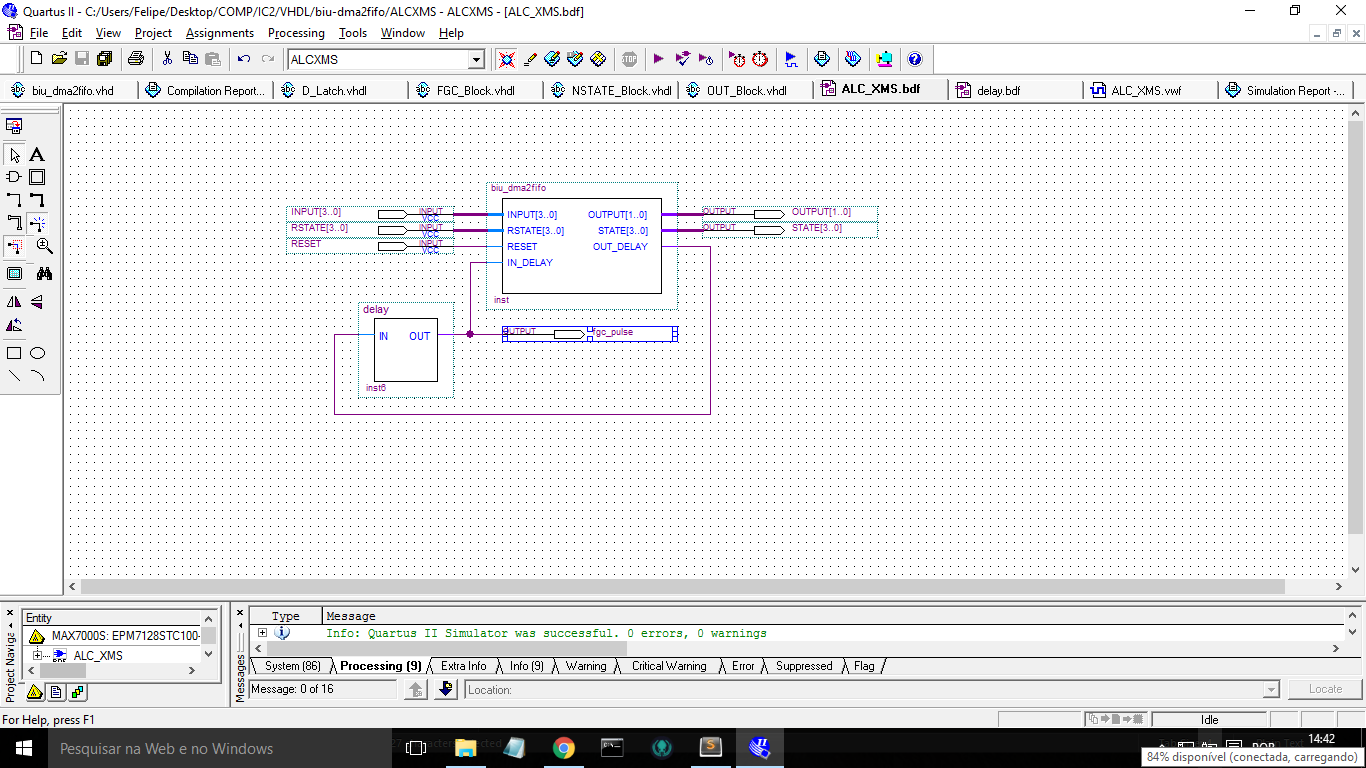 Quartus II - C:/Users/Felipe/Desktop/COMP/IC2/VHDL/biu-dma2fifo/ALCXMS - ALCXMS - [ALC_XMS.bdf]
File Edit View Project Assignments Processing Tools Window Help
ALCXMS
STOP
biu_dma2fifo.vhd Compilation Report... D_Latch.vhdl FGC_Block.vhdl NSTATE_Block.vhdl OUT_Block.vhdl ALC_XMS.bdf delay.bdf ALC_XMS.vwf Simulation Report -...
biu_dma2fifo
INPUT[3..0] INPUT VCC INPUT[3..0] OUTPUT[1..0] OUTPUT OUTPUT[1..0]
RSTATE[3..0] INPUT VCC RSTATE[3..0] STATE[3..0] OUTPUT STATE[3..0]
RESET INPUT VCC RESET OUT_DELAY
IN_DELAY
inst
delay
IN OUT
OUTPUT fgc_pulse
inst6
Entity
MAX7000S: EPM7128STC100-
ALC_XMS
Project Naviga
Type Message
Info: Quartus II Simulator was successful. 0 errors, 0 warnings
System (86) Processing (9) Extra Info Info (9) Warning Critical Warning Error Suppressed Flag
Message: 0 of 16 Location: Locate
Messages
For Help, press F1 Idle
Pesquisar na Web e no Windows
14:42
84% disponível (conectada, carregando)